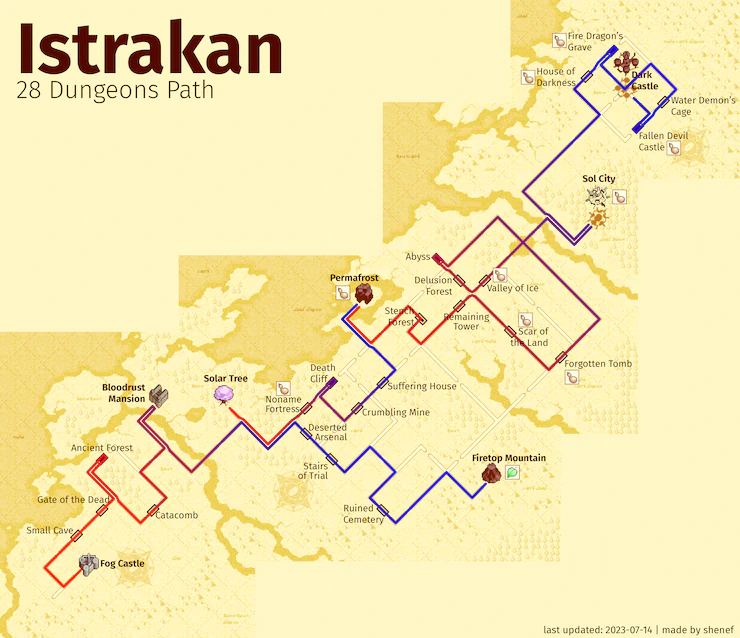 Istrakan
28 Dungeons Path
Fire Dragon's
Grave
House of
Darkness
Dark
Castle
Water Demon's
Cage
Fallen Devil
Castle
Sol City
Abyss
Delusion
Forest
Valley of Ice
Permafrost
Stench
Forest
Remaining
Tower
Scar of
the Land
Forgotten Tomb
Death
Cliff
Solar Tree
Bloodrust
Mansion
Noname
Fortress
Suffering House
Crumbling Mine
Deserted
Arsenal
Ancient Forest
Stairs
of Trial
Firetop Mountain
Gate of the Dead
Catacomb
Ruined
Cemetery
Small Cave
Fog Castle
last updated: 2023-07-14 | made by shenef